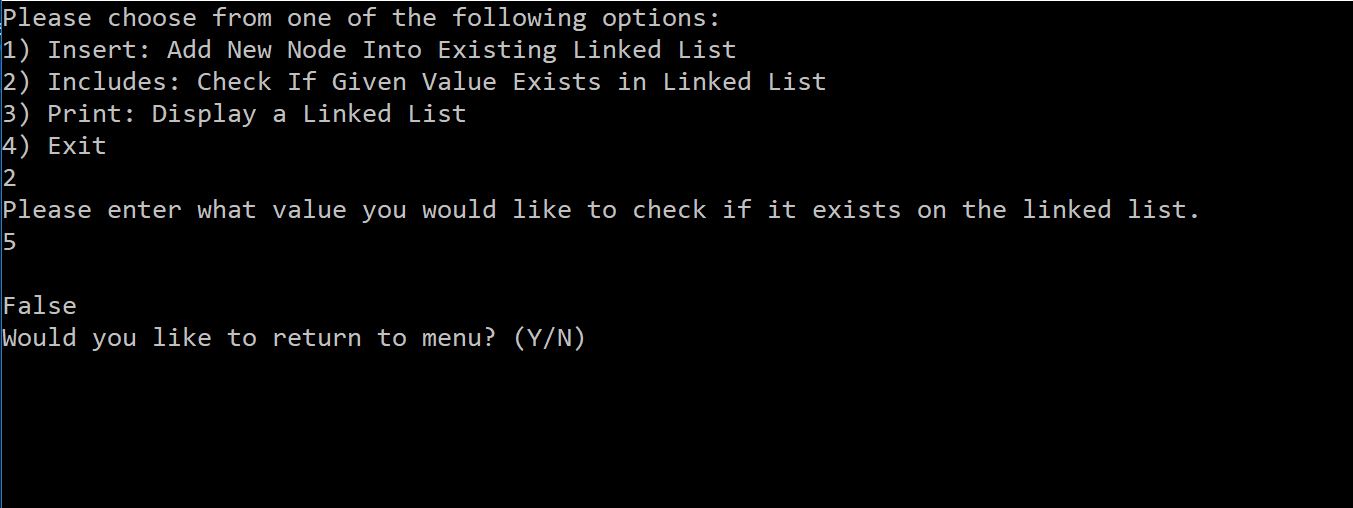 Please choose from one of the following options:
1) Insert: Add New Node Into Existing Linked List
2) Includes: Check If Given Value Exists in Linked List
3) Print: Display a Linked List
4) Exit
2
Please enter what value you would like to check if it exists on the linked list.
5
False
Would you like to return to menu? (Y/N)